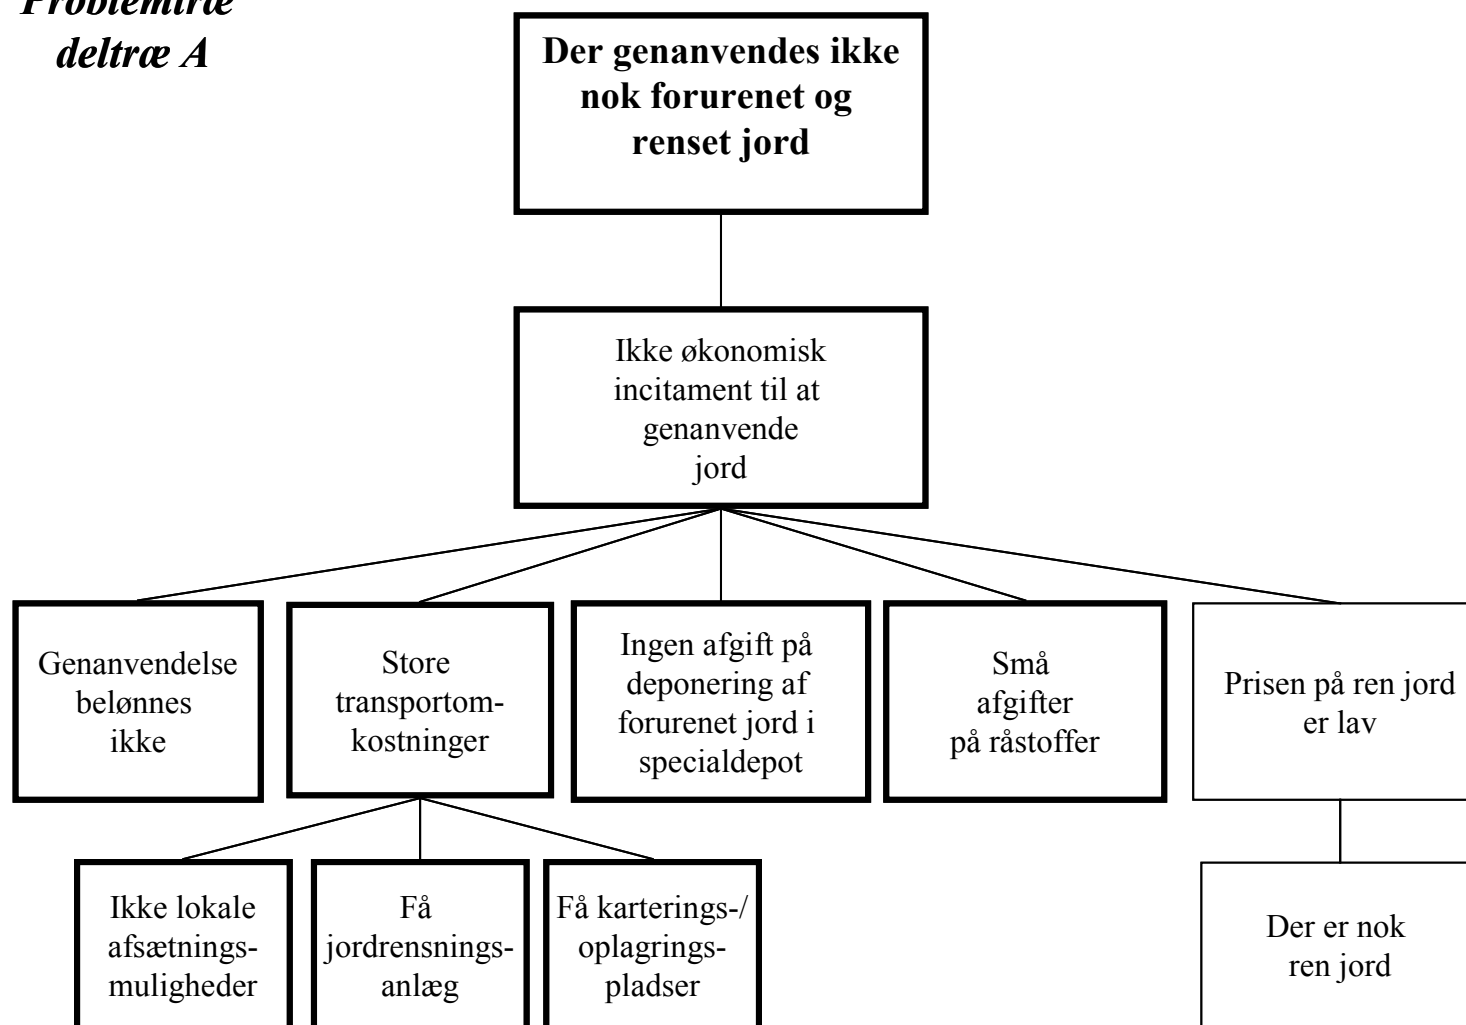 Problemtræ
deltræ A
Der genanvendes ikke
nok forurenet og
renset jord
Ikke økonomisk
incitament til at
genanvende
jord
Genanvendelse
belønnes
ikke
Store
transportom-
kostninger
Ingen afgift på
deponering af
forurenet jord i
specialdepot
Små
afgifter
på råstoffer
Prisen på ren jord
er lav
Ikke lokale
afsætnings-
muligheder
Få
jordrensnings-
anlæg
Få karterings-/
oplagrings-
pladser
Der er nok
ren jord